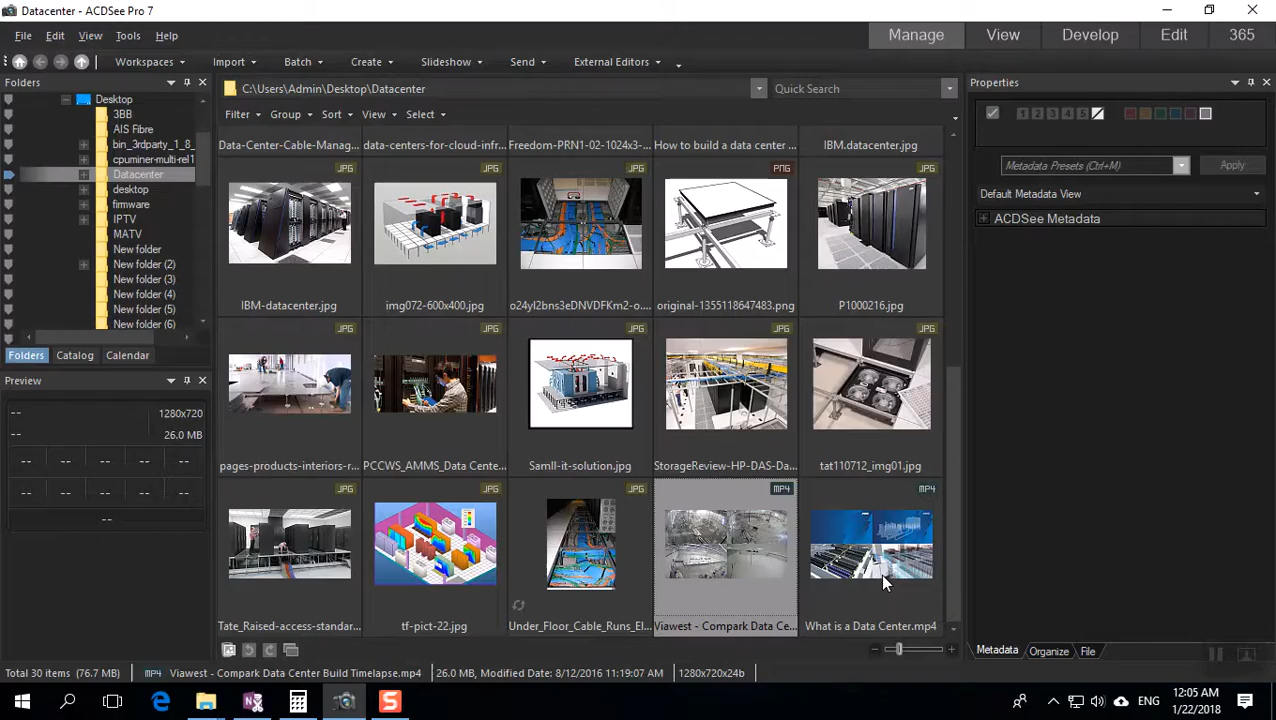 Datacenter - ACDSee Pro 7
File Edit View Tools Help
Manage View Develop Edit 365
Workspaces Import Batch Create Slideshow Send External Editors
Folders
C:\Users\Admin\Desktop\Datacenter
Quick Search
Properties
Filter Group Sort View Select
1 2 3 4 5
Desktop
3BB
AIS Fibre
bin_3rdparty_1_8_
cpuminer-multi-rel1
Datacenter
desktop
firmware
IPTV
MATV
New folder
New folder (2)
New folder (3)
New folder (4)
New folder (5)
New folder (6)
Folders Catalog Calendar
Metadata Presets (Ctrl+M)
Apply
Default Metadata View
ACDSee Metadata
Data-Center-Cable-Manag... data-centers-for-cloud-infr... Freedom-PRN1-02-1024x3-... How to build a data center ... IBM.datacenter.jpg
PNG
IBM-datacenter.jpg img072-600x400.jpg o24yI2bns3eDNVDFKm2-o.... original-1355118647483.png P1000216.jpg
JPG JPG JPG JPG JPG
pages-products-interiors-r... PCCWS_AMMS_Data Cente... Samll-it-solution.jpg StorageReview-HP-DAS-Da... tat110712_img01.jpg
JPG JPG JPG MP4 MP4
Tate_Raised-access-standar... tf-pict-22.jpg Under_Floor_Cable_Runs_El... Viawest - Compark Data Ce... What is a Data Center.mp4
Preview
-- 1280x720
-- 26.0 MB
-- -- -- -- --
-- -- -- -- --
--
Metadata Organize File
Total 30 items (76.7 MB) MP4 Viawest - Compark Data Center Build Timelapse.mp4 26.0 MB, Modified Date: 8/12/2016 11:19:07 AM 1280x720x24b
ENG
12:05 AM
1/22/2018